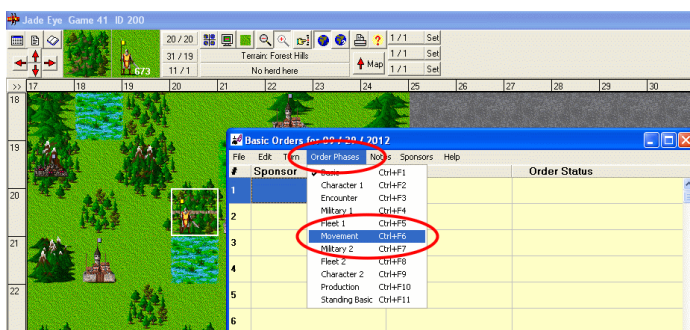 Jade Eye Game 41 ID 200
20 / 20
31 / 19
11 / 1
673
Terrain: Forest Hills
No herd here
Map
?
1 / 1 Set
1 / 1 Set
1 / 1 Set
>> 17 18 19 20 21 22 23 24 25 26 27 28 29 30
18
19
20
21
22
Basic Orders for 09 / 28 / 2012
File Edit Turn Order Phases Notes Sponsors Help
# Sponsor Order Status
1
2
3
4
5
6
✓ Basic Ctrl+F1
Character 1 Ctrl+F2
Encounter Ctrl+F3
Military 1 Ctrl+F4
Fleet 1 Ctrl+F5
Movement Ctrl+F6
Military 2 Ctrl+F7
Fleet 2 Ctrl+F8
Character 2 Ctrl+F9
Production Ctrl+F10
Standing Basic Ctrl+F11